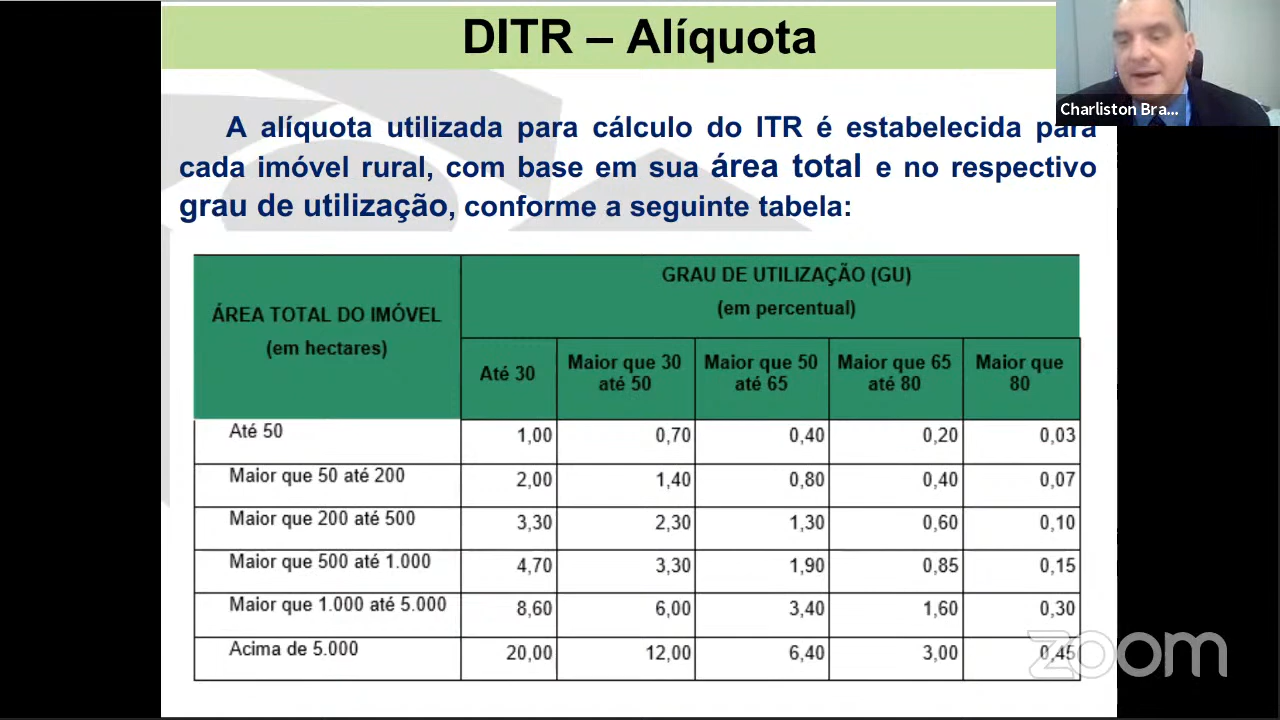 DITR – Alíquota
Charliston Bra...
A alíquota utilizada para cálculo do ITR é estabelecida para
cada imóvel rural, com base em sua área total e no respectivo
grau de utilização, conforme a seguinte tabela:
ÁREA TOTAL DO IMÓVEL
(em hectares)
GRAU DE UTILIZAÇÃO (GU)
(em percentual)
Até 30
Maior que 30
até 50
Maior que 50
até 65
Maior que 65
até 80
Maior que
80
Até 50 1,00 0,70 0,40 0,20 0,03
Maior que 50 até 200 2,00 1,40 0,80 0,40 0,07
Maior que 200 até 500 3,30 2,30 1,30 0,60 0,10
Maior que 500 até 1.000 4,70 3,30 1,90 0,85 0,15
Maior que 1.000 até 5.000 8,60 6,00 3,40 1,60 0,30
Acima de 5.000 20,00 12,00 6,40 3,00 0,45
zoom